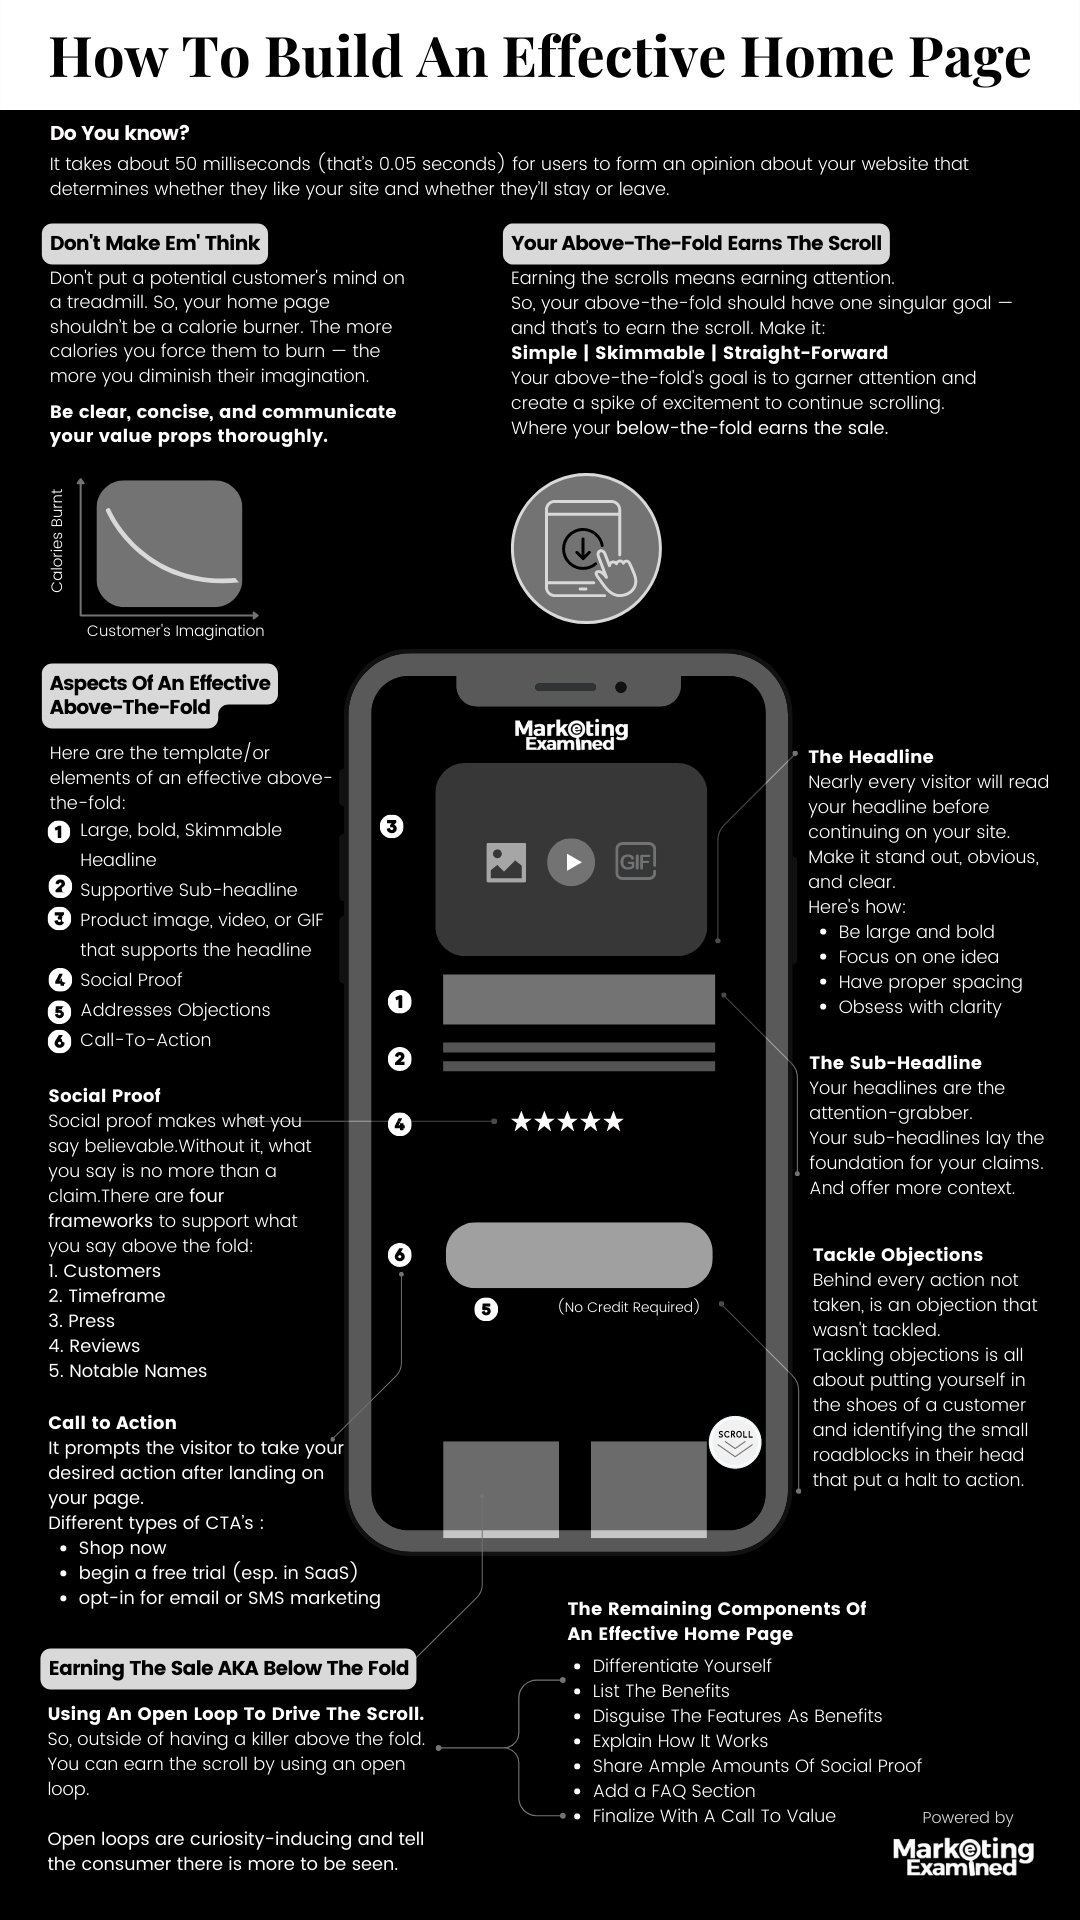 How To Build An Effective Home Page
Do You know?
It takes about 50 milliseconds (that's 0.05 seconds) for users to form an opinion about your website that
determines whether they like your site and whether they'll stay or leave.
Don't Make Em' Think
Don't put a potential customer's mind on
a treadmill. So, your home page
shouldn't be a calorie burner. The more
calories you force them to burn — the
more you diminish their imagination.
Be clear, concise, and communicate
your value props thoroughly.
Calories Burnt
Customer's Imagination
Your Above-The-Fold Earns The Scroll
Earning the scrolls means earning attention.
So, your above-the-fold should have one singular goal —
and that's to earn the scroll. Make it:
Simple | Skimmable | Straight-Forward
Your above-the-fold's goal is to garner attention and
create a spike of excitement to continue scrolling.
Where your below-the-fold earns the sale.
Aspects Of An Effective
Above-The-Fold
Here are the template/or
elements of an effective above-
the-fold:
1 Large, bold, Skimmable
Headline
2 Supportive Sub-headline
3 Product image, video, or GIF
that supports the headline
4 Social Proof
5 Addresses Objections
6 Call-To-Action
Social Proof
Social proof makes what you
say believable.Without it, what
you say is no more than a
claim.There are four
frameworks to support what
you say above the fold:
1. Customers
2. Timeframe
3. Press
4. Reviews
5. Notable Names
Call to Action
It prompts the visitor to take your
desired action after landing on
your page.
Different types of CTA's :
• Shop now
• begin a free trial (esp. in SaaS)
• opt-in for email or SMS marketing
Marketing
Examined
3
GIF
1
2
4
6
5
(No Credit Required)
SCROLL
The Headline
Nearly every visitor will read
your headline before
continuing on your site.
Make it stand out, obvious,
and clear.
Here's how:
• Be large and bold
• Focus on one idea
• Have proper spacing
• Obsess with clarity
The Sub-Headline
Your headlines are the
attention-grabber.
Your sub-headlines lay the
foundation for your claims.
And offer more context.
Tackle Objections
Behind every action not
taken, is an objection that
wasn't tackled.
Tackling objections is all
about putting yourself in
the shoes of a customer
and identifying the small
roadblocks in their head
that put a halt to action.
Earning The Sale AKA Below The Fold
Using An Open Loop To Drive The Scroll.
So, outside of having a killer above the fold.
You can earn the scroll by using an open
loop.
Open loops are curiosity-inducing and tell
the consumer there is more to be seen.
The Remaining Components Of
An Effective Home Page
• Differentiate Yourself
• List The Benefits
• Disguise The Features As Benefits
• Explain How It Works
• Share Ample Amounts Of Social Proof
• Add a FAQ Section
• Finalize With A Call To Value
Powered by
Marketing
Examined